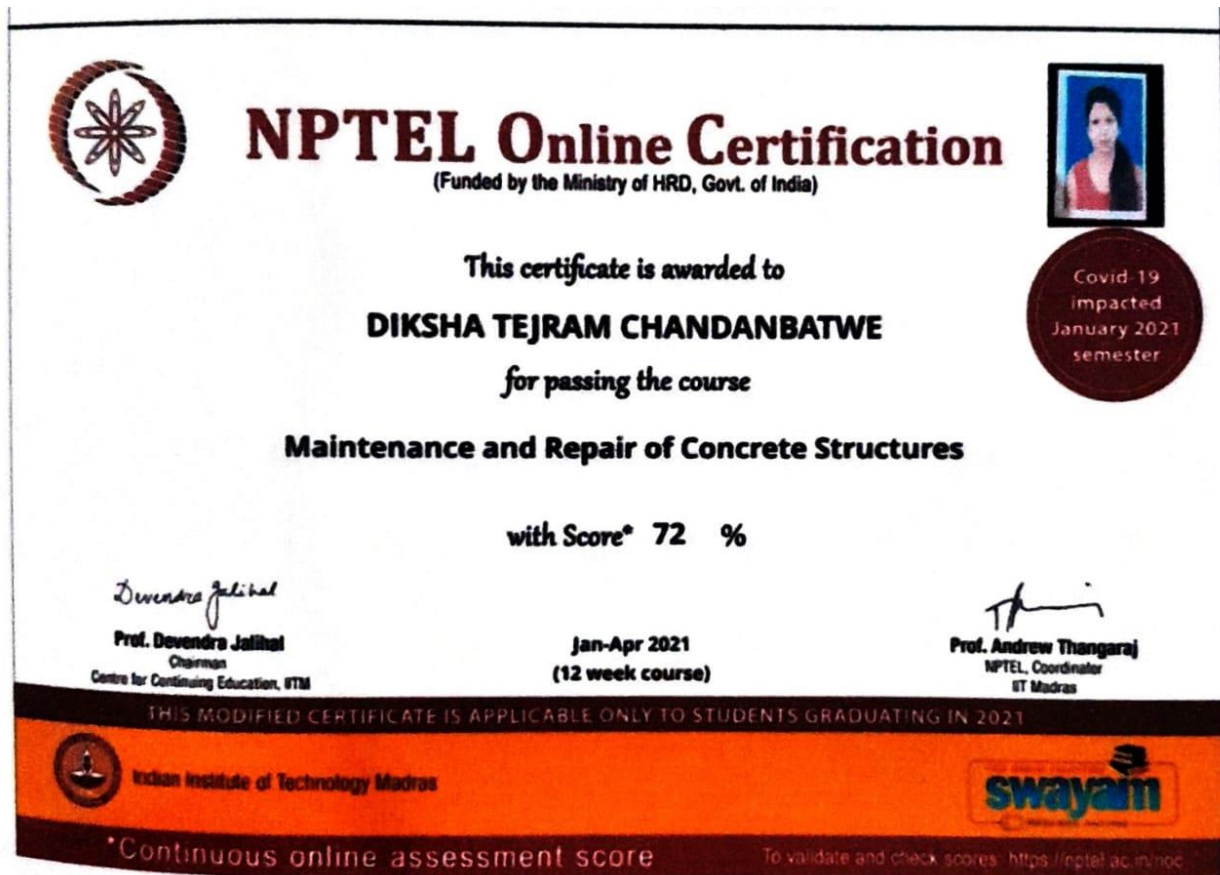 NPTEL Online Certification
(Funded by the Ministry of HRD, Govt. of India)
This certificate is awarded to
DIKSHA TEJRAM CHANDANBATWE
for passing the course
Maintenance and Repair of Concrete Structures
with Score* 72 %
Covid-19
impacted
January 2021
semester
Devendra Jalihal
Prof. Devendra Jalihal
Chairman
Centre for Continuing Education, IITM
Jan-Apr 2021
(12 week course)
Prof. Andrew Thangaraj
NPTEL, Coordinator
IIT Madras
THIS MODIFIED CERTIFICATE IS APPLICABLE ONLY TO STUDENTS GRADUATING IN 2021
Indian Institute of Technology Madras
swayam
*Continuous online assessment score
To validate and check scores: https://nptel.ac.in/noc